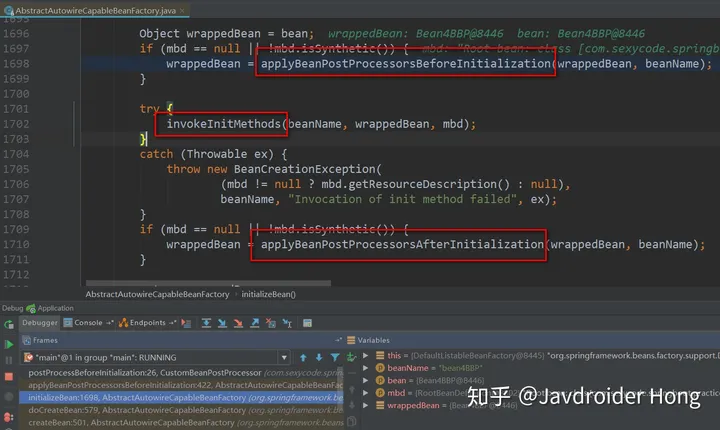 AbstractAutowireCapableBeanFactory.java
1695
1696 Object wrappedBean = bean; wrappedBean: Bean4BBP@8446 bean: Bean4BBP@8446
1697 if (mbd == null || !mbd.isSynthetic()) { mbd: "Root bean: class [com.sexycode.springb
1698 wrappedBean = applyBeanPostProcessorsBeforeInitialization(wrappedBean, beanName);
1699 }
1700
1701 try {
1702 invokeInitMethods(beanName, wrappedBean, mbd);
1703 }
1704 catch (Throwable ex) {
1705 throw new BeanCreationException(
1706 (mbd != null ? mbd.getResourceDescription() : null),
1707 beanName, "Invocation of init method failed", ex);
1708 }
1709 if (mbd == null || !mbd.isSynthetic()) {
1710 wrappedBean = applyBeanPostProcessorsAfterInitialization(wrappedBean, beanName);
1711 }
1712
AbstractAutowireCapableBeanFactory › initializeBean()
Debug Application
Debugger Console Endpoints
Frames
Variables
"main"@1 in group "main": RUNNING
postProcessBeforeInitialization:26, CustomBeanPostProcessor (com.sexycode.spring
applyBeanPostProcessorsBeforeInitialization:422, AbstractAutowireCapableBeanFact
initializeBean:1698, AbstractAutowireCapableBeanFactory (org.springframework.bean
doCreateBean:579, AbstractAutowireCapableBeanFactory (org.springframework.bean
createBean:501, AbstractAutowireCapableBeanFactory (org.springframework.beans
this = {DefaultListableBeanFactory@8445} "org.springframework.beans.factory.support.D
beanName = "bean4BBP"
bean = {Bean4BBP@8446}
mbd = {RootBeanDef
wrappedBean = {Bean4BBP@8446}
知乎 @Javdroider Hong